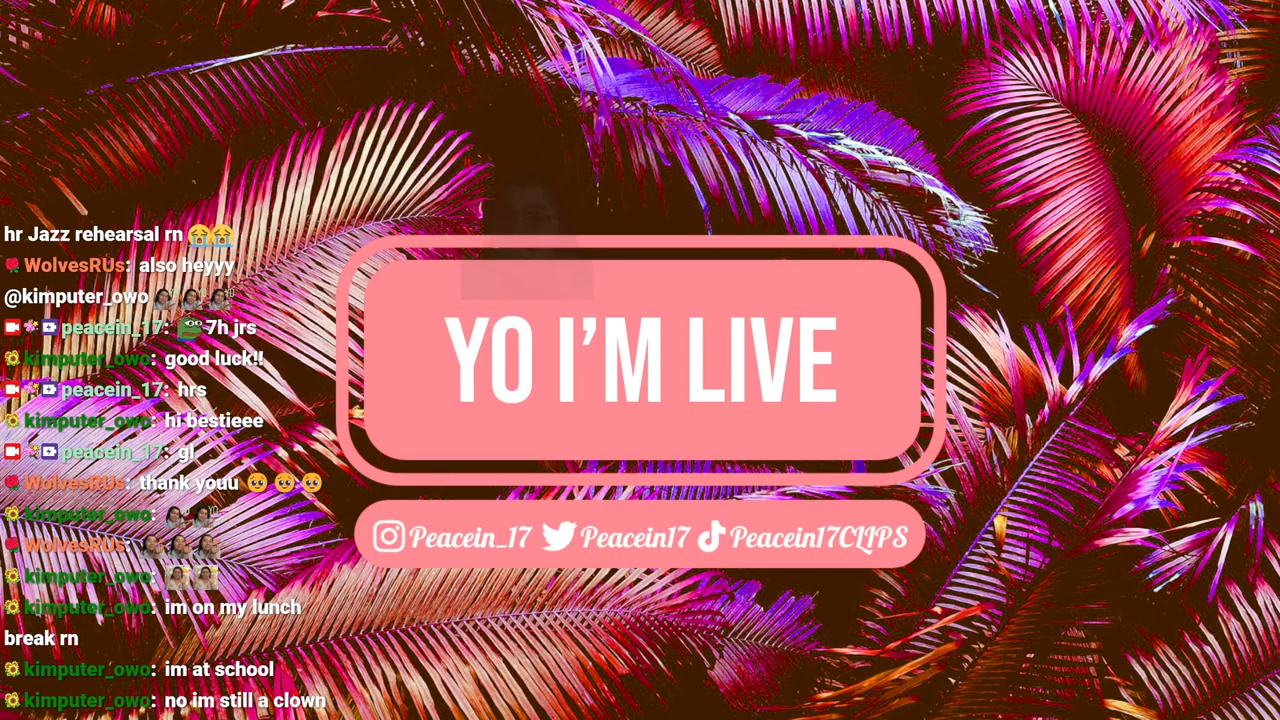 hr Jazz rehearsal rn 😭😭
WolvesRUs: also heyyy
@kimputer_owo
peacein_17: 7h jrs
kimputer_owo: good luck!!
peacein_17: hrs
kimputer_owo: hi bestieee
peacein_17: gl
WolvesRUs: thank youu 🥹 🥹 🥹
kimputer_owo:
WolvesRUs:
kimputer_owo:
kimputer_owo: im on my lunch
break rn
kimputer_owo: im at school
kimputer_owo: no im still a clown
YO I'M LIVE
Peacein_17 Peacein17 Peacein17CLIPS